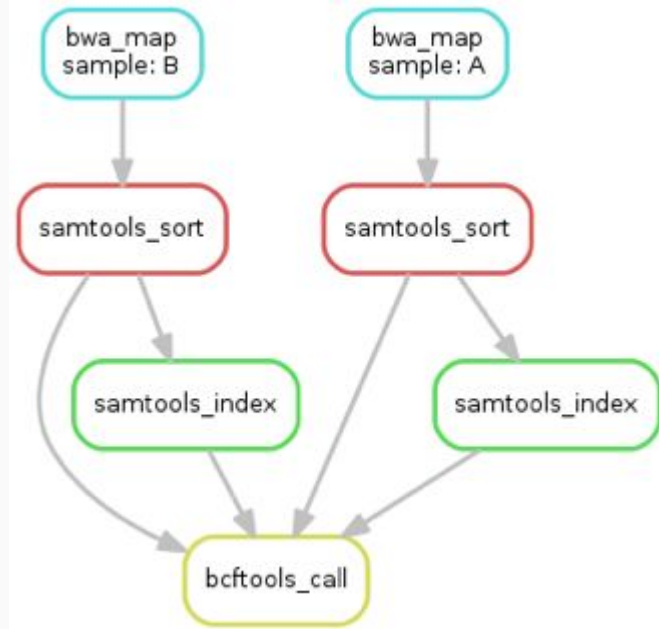 bwa_map
sample: B
bwa_map
sample: A
samtools_sort
samtools_sort
samtools_index
samtools_index
bcftools_call